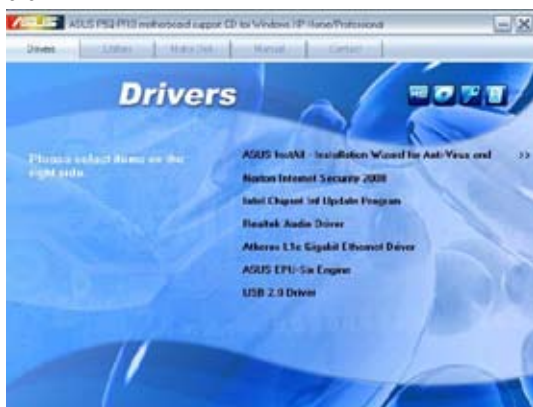 ASUS P5Q-PRO motherboard support CD for Windows XP Home/Professional
Drivers
Utilities
Make Disk
Manual
Contact
Drivers
Please select items on the
right side.
ASUS InstAll - Installation Wizard for Anti-Virus and >>
Norton Internet Security 2008
Intel Chipset Inf Update Program
Realtek Audio Driver
Atheros L1e Gigabit Ethernet Driver
ASUS EPU-Six Engine
USB 2.0 Driver